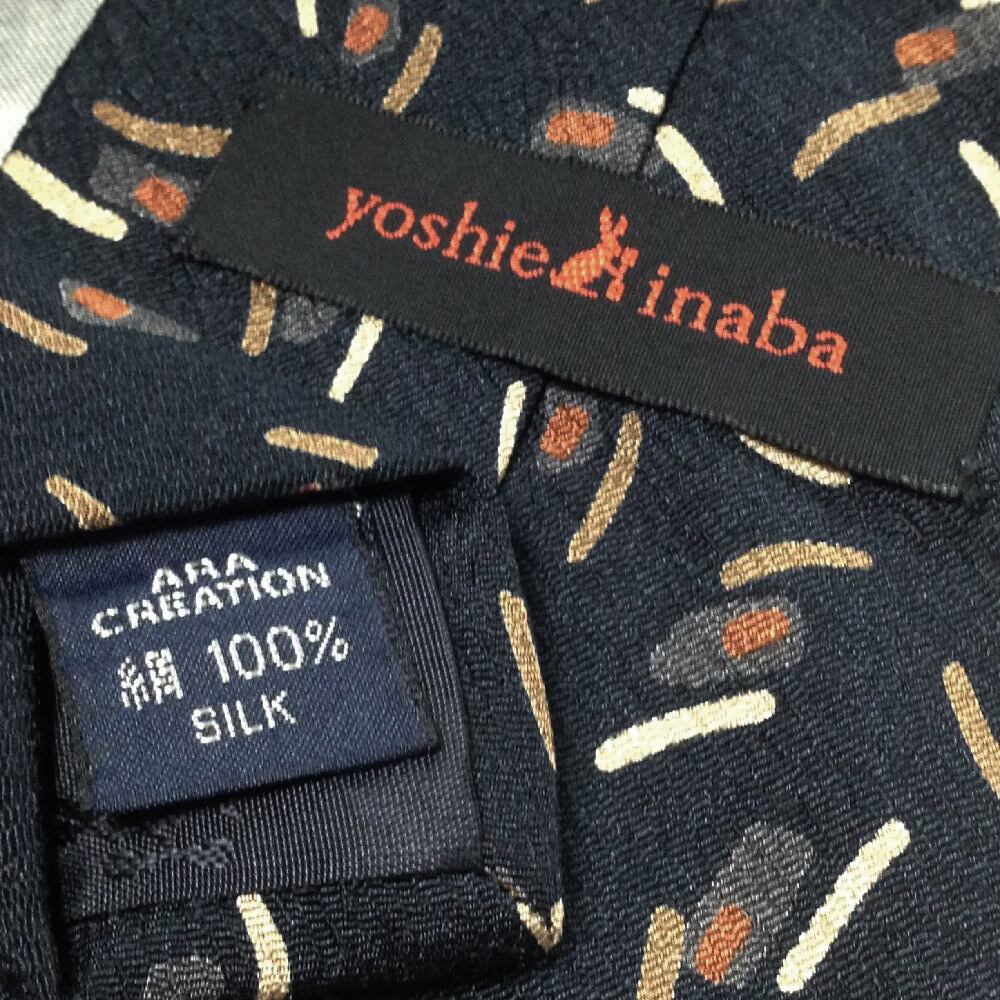 yoshie inaba
ARA
CREATION
絹 100%
SILK